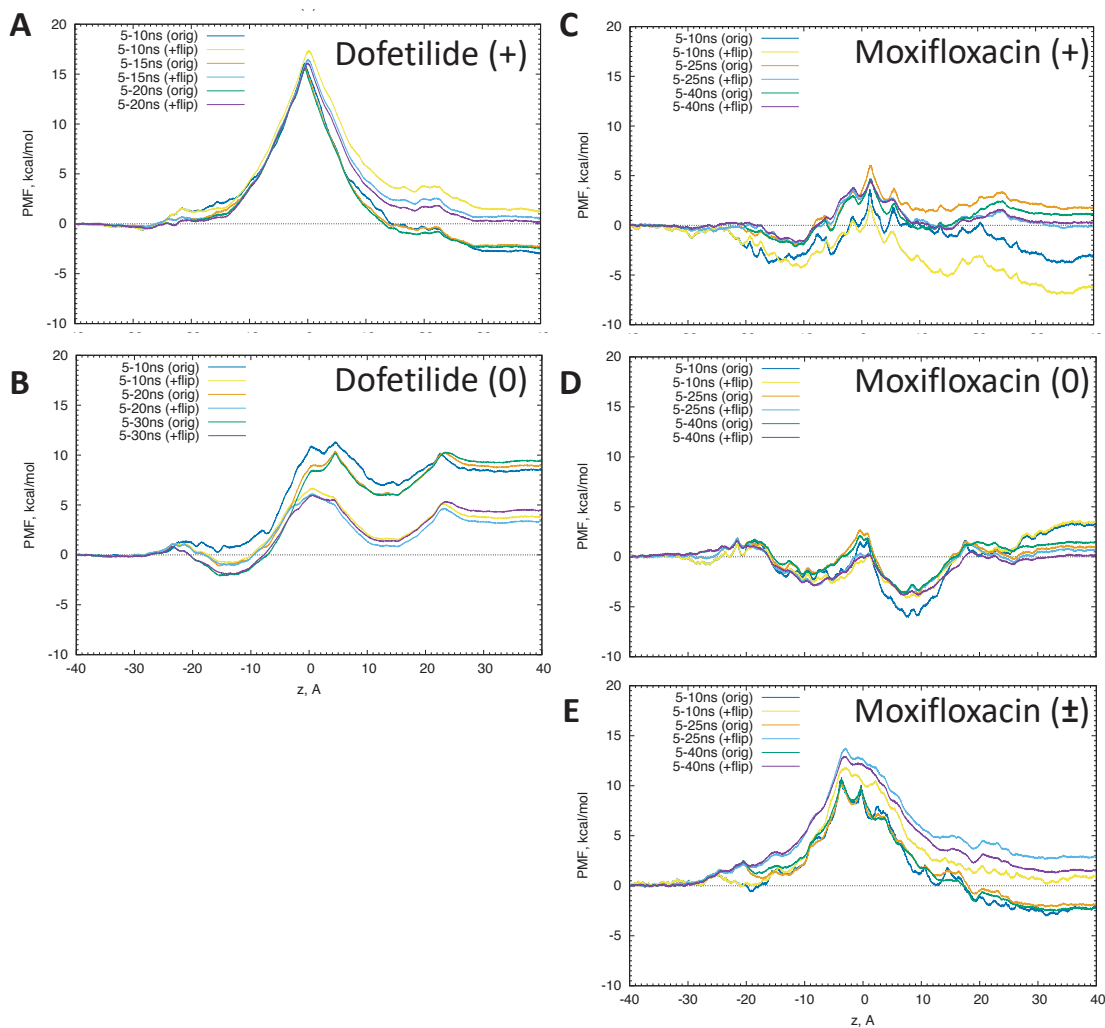 A
Dofetilide (+)
5-10ns (orig)
5-10ns (+flip)
5-15ns (orig)
5-15ns (+flip)
5-20ns (orig)
5-20ns (+flip)
PMF, kcal/mol
20
15
10
5
0
-5
-10
B
Dofetilide (0)
5-10ns (orig)
5-10ns (+flip)
5-20ns (orig)
5-20ns (+flip)
5-30ns (orig)
5-30ns (+flip)
PMF, kcal/mol
20
15
10
5
0
-5
-10
-40 -30 -20 -10 0 10 20 30 40
z, A
C
Moxifloxacin (+)
5-10ns (orig)
5-10ns (+flip)
5-25ns (orig)
5-25ns (+flip)
5-40ns (orig)
5-40ns (+flip)
PMF, kcal/mol
20
15
10
5
0
-5
-10
D
Moxifloxacin (0)
5-10ns (orig)
5-10ns (+flip)
5-25ns (orig)
5-25ns (+flip)
5-40ns (orig)
5-40ns (+flip)
PMF, kcal/mol
20
15
10
5
0
-5
-10
E
Moxifloxacin (±)
5-10ns (orig)
5-10ns (+flip)
5-25ns (orig)
5-25ns (+flip)
5-40ns (orig)
5-40ns (+flip)
PMF, kcal/mol
20
15
10
5
0
-5
-10
-40 -30 -20 -10 0 10 20 30 40
z, A